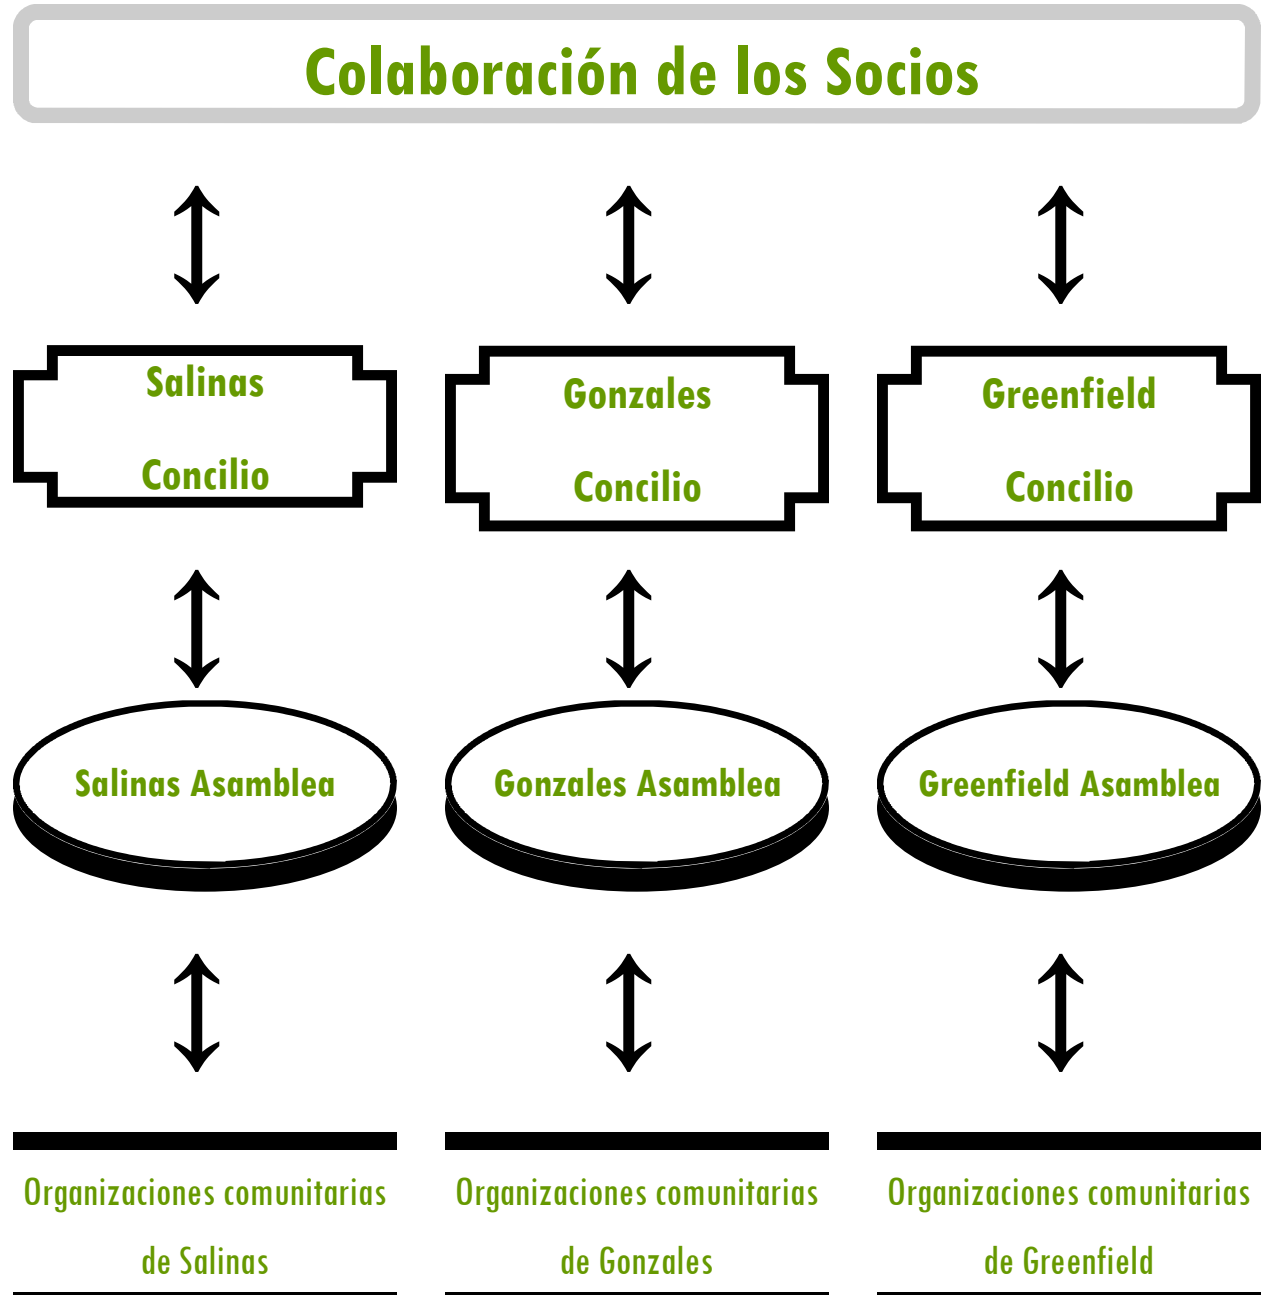 Colaboración de los Socios
Salinas
Concilio
Gonzales
Concilio
Greenfield
Concilio
Salinas Asamblea
Gonzales Asamblea
Greenfield Asamblea
Organizaciones comunitarias
de Salinas
Organizaciones comunitarias
de Gonzales
Organizaciones comunitarias
de Greenfield